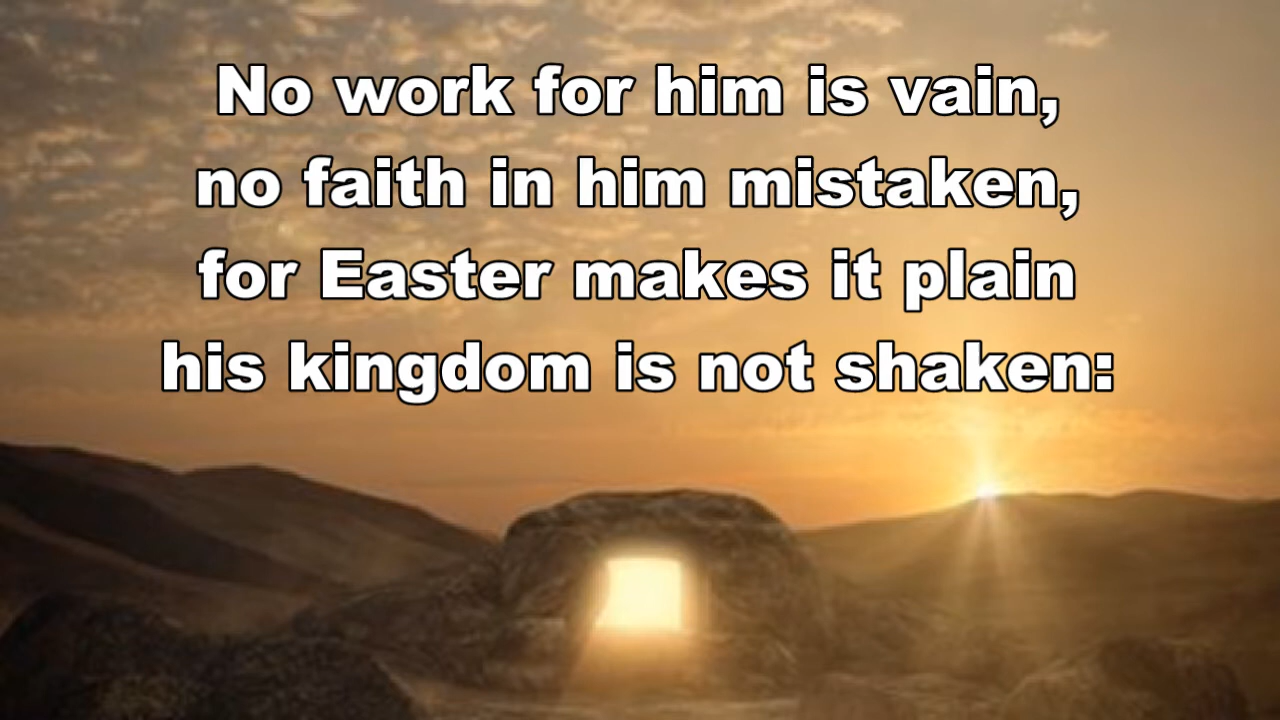 No work for him is vain,
no faith in him mistaken,
for Easter makes it plain
his kingdom is not shaken: